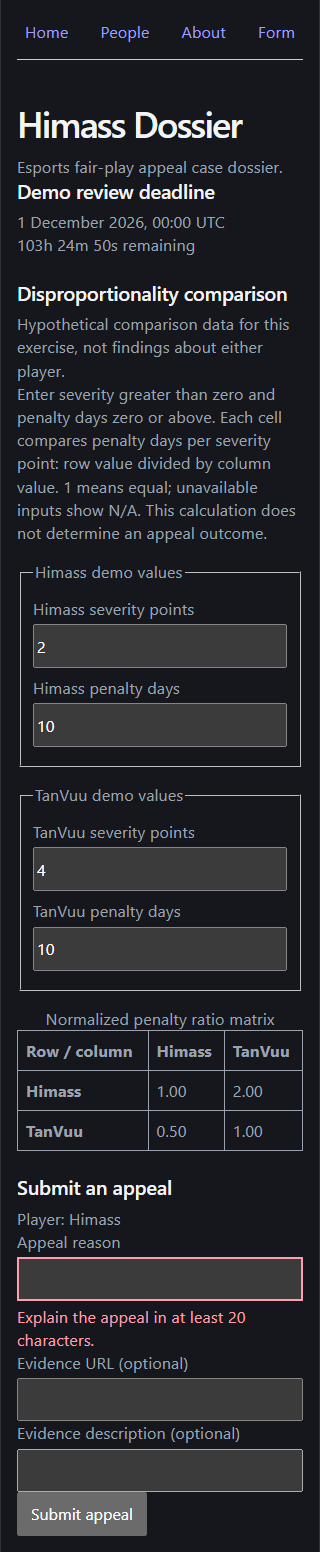 Home People About Form
Himass Dossier
Esports fair-play appeal case dossier.
Demo review deadline
1 December 2026, 00:00 UTC
103h 24m 50s remaining
Disproportionality comparison
Hypothetical comparison data for this
exercise, not findings about either
player.
Enter severity greater than zero and
penalty days zero or above. Each cell
compares penalty days per severity
point: row value divided by column
value. 1 means equal; unavailable
inputs show N/A. This calculation does
not determine an appeal outcome.
Himass demo values
Himass severity points
2
Himass penalty days
10
TanVuu demo values
TanVuu severity points
4
TanVuu penalty days
10
Normalized penalty ratio matrix
Row / column Himass TanVuu
Himass 1.00 2.00
TanVuu 0.50 1.00
Submit an appeal
Player: Himass
Appeal reason
Explain the appeal in at least 20
characters.
Evidence URL (optional)
Evidence description (optional)
Submit appeal